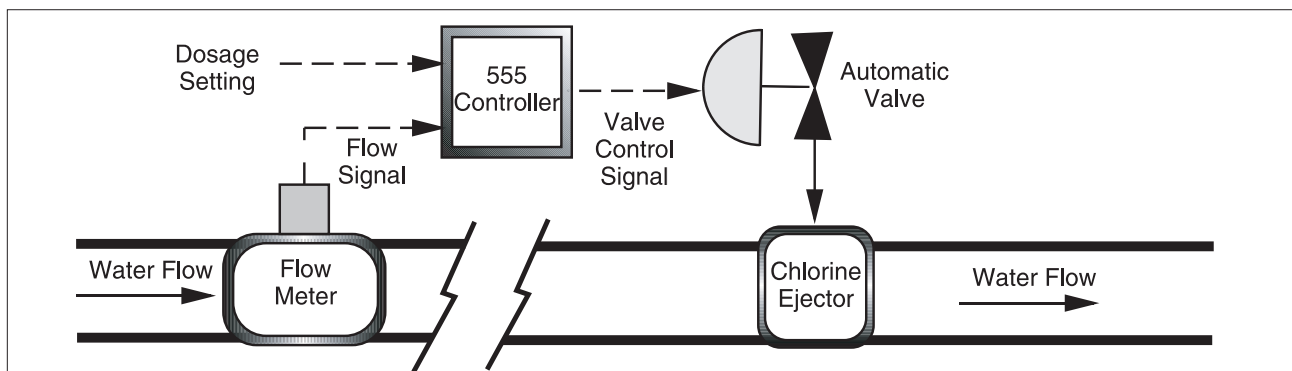 Dosage
Setting
555
Controller
Flow
Signal
Valve
Control
Signal
Automatic
Valve
Water Flow
Flow
Meter
Chlorine
Ejector
Water Flow